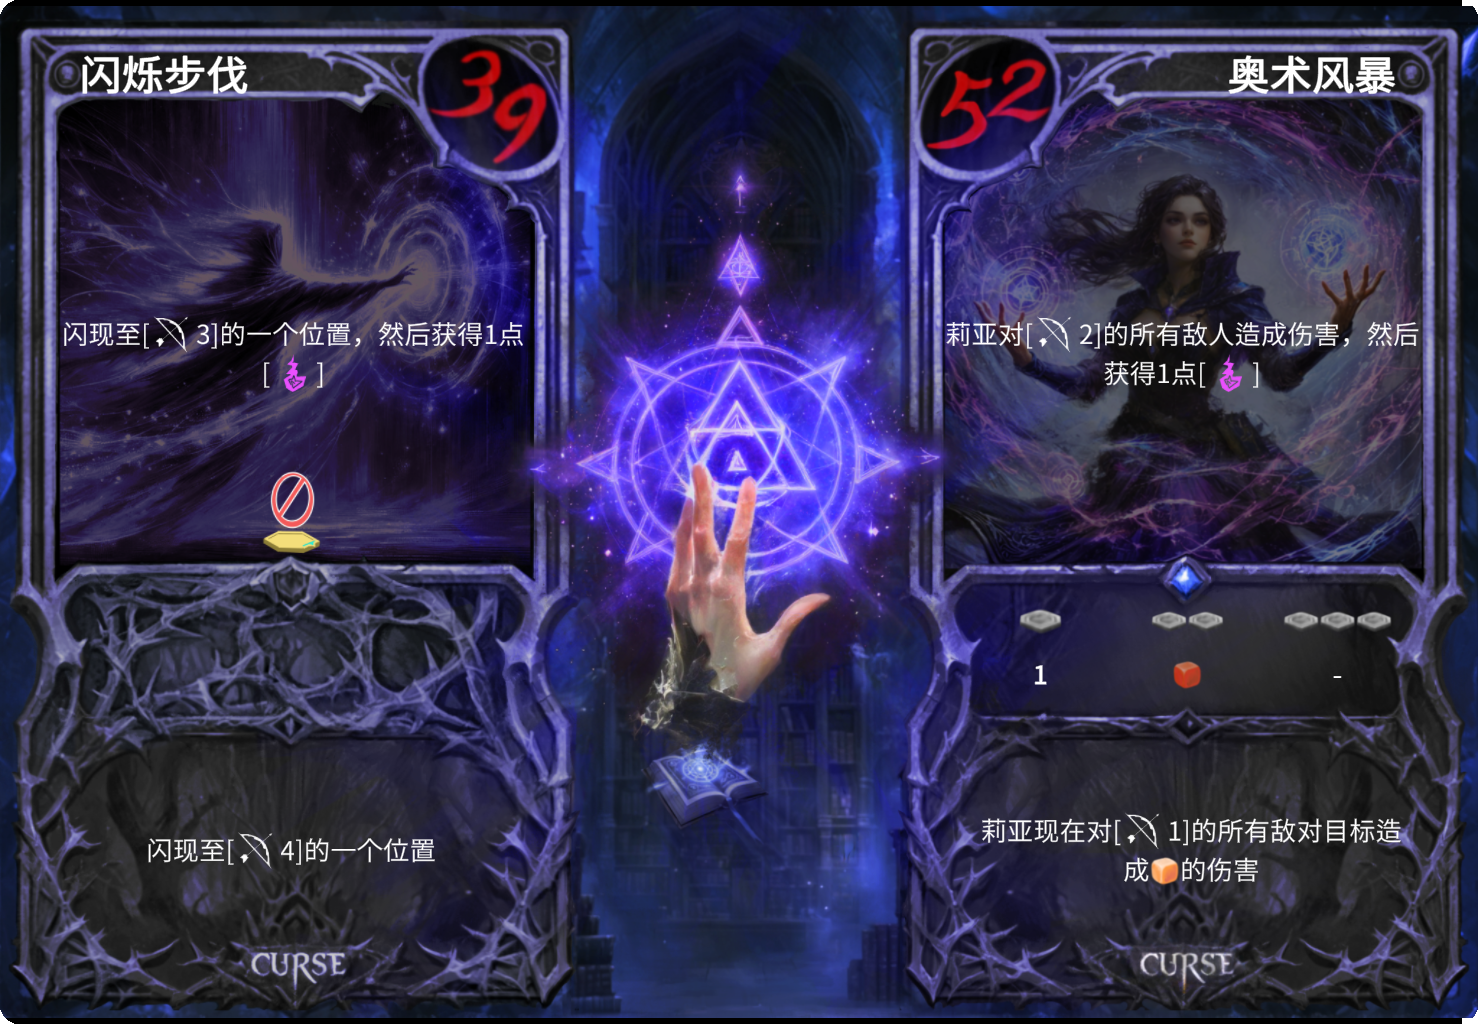 闪烁步伐
39
闪现至[ 3]的一个位置，然后获得1点
[ ]
闪现至[ 4]的一个位置
CURSE
52
奥术风暴
莉亚对[ 2]的所有敌人造成伤害，然后
获得1点[ ]
1
-
莉亚现在对[ 1]的所有敌对目标造
成的伤害
CURSE